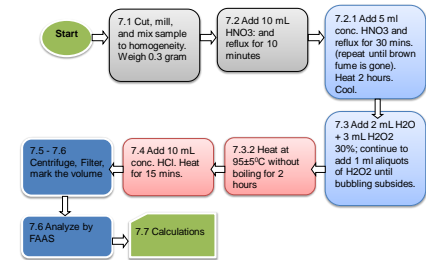 Start
7.1 Cut, mill,
and mix sample
to homogeneity.
Weigh 0.3 gram
7.2 Add 10 mL
HNO3: and reflux
for 10
minutes
7.2.1 Add 5 ml
conc. HNO3 and
reflux for 30 mins.
(repeat until brown
fume is gone).
Heat 2 hours.
Cool.
7.3 Add 2 mL H2O
+ 3 mL H2O2
30%; continue to
add 1 ml aliquots
of H2O2 until
bubbling subsides.
7.3.2 Heat at
95±5⁰C without
boiling for 2
hours
7.4 Add 10 mL
conc. HCl. Heat
for 15 mins.
7.5 - 7.6
Centrifuge, Filter,
mark the volume
7.6 Analyze by
FAAS
7.7 Calculations